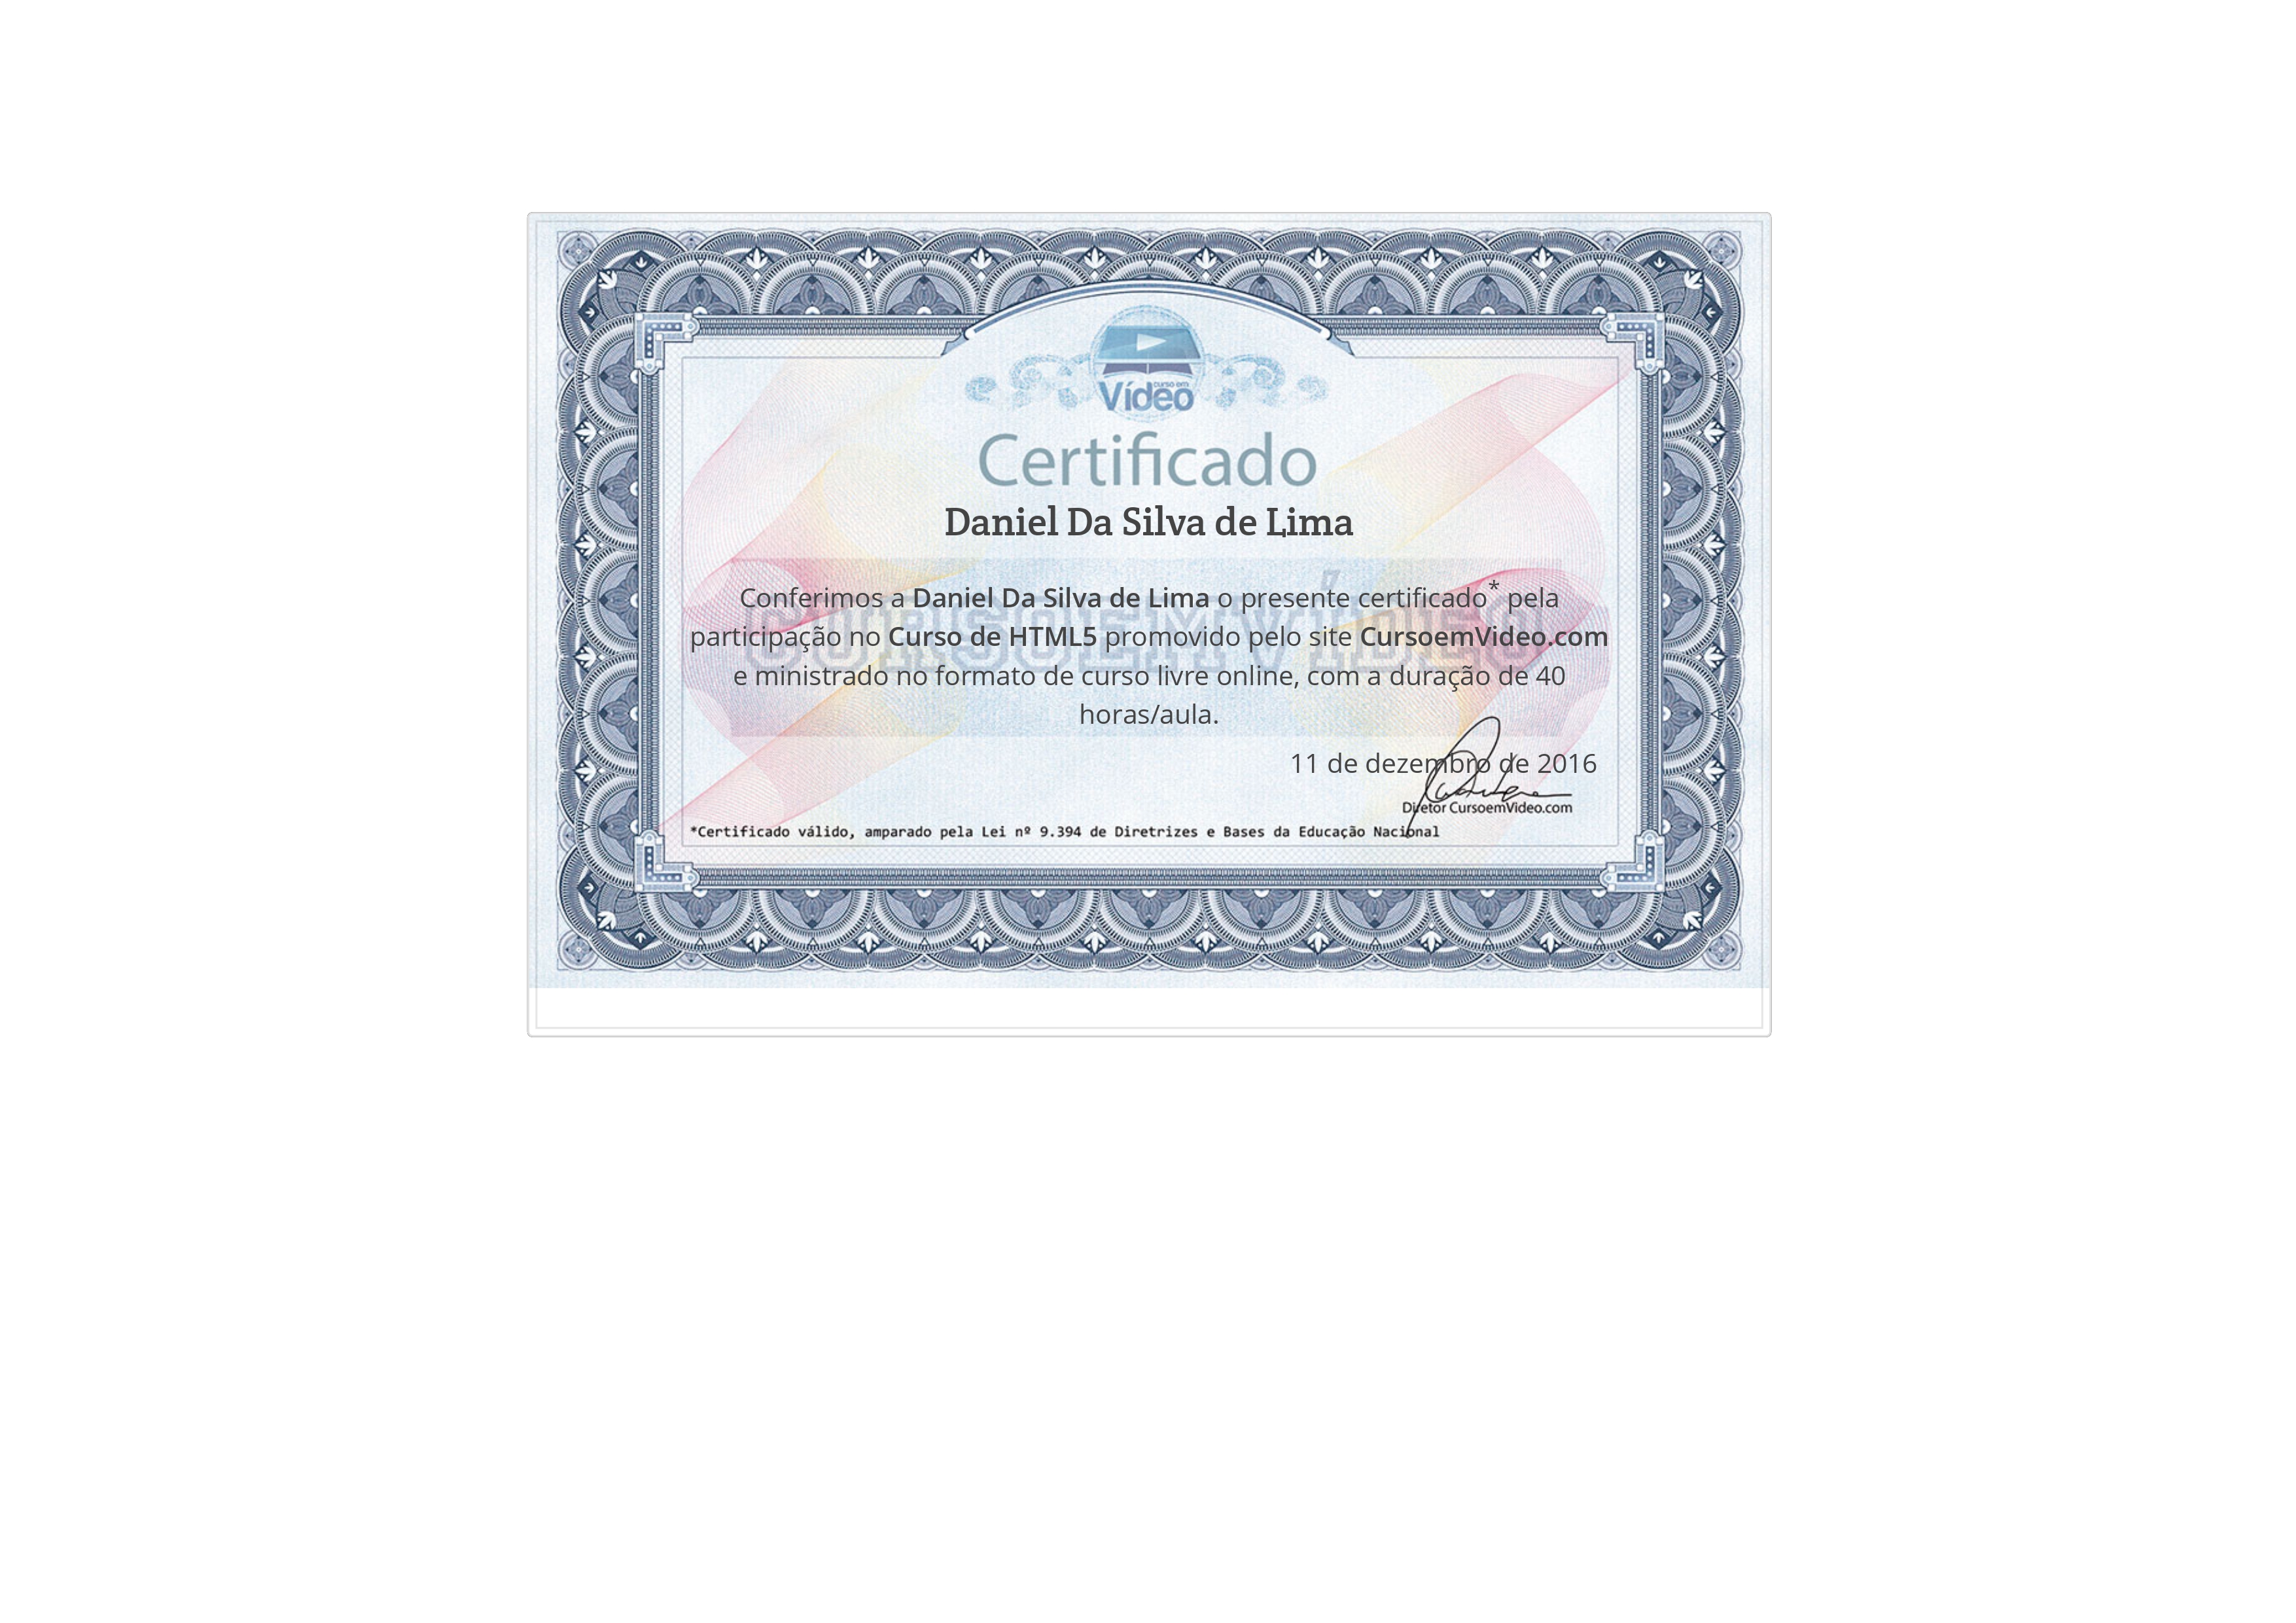 curso em
Vídeo
Certificado
Daniel Da Silva de Lima
CURSOEMVÍDEO
Conferimos a Daniel Da Silva de Lima o presente certificado* pela
participação no Curso de HTML5 promovido pelo site CursoemVideo.com
e ministrado no formato de curso livre online, com a duração de 40
horas/aula.
11 de dezembro de 2016
Diretor CursoemVideo.com
*Certificado válido, amparado pela Lei nº 9.394 de Diretrizes e Bases da Educação Nacional